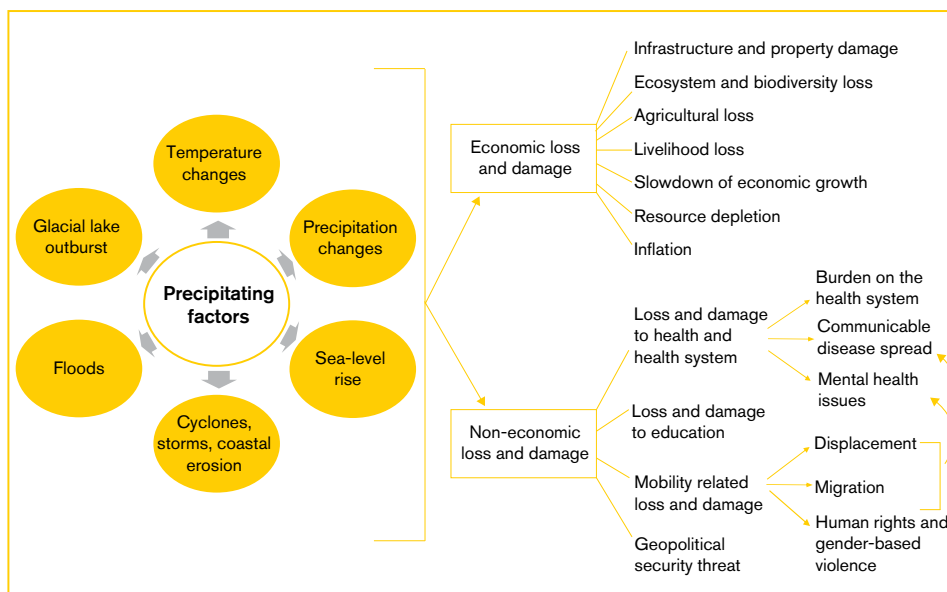 Temperature
changes
Glacial lake
outburst
Precipitation
changes
Precipitating
factors
Floods
Sea-level
rise
Cyclones,
storms, coastal
erosion
Economic loss
and damage
Infrastructure and property damage
Ecosystem and biodiversity loss
Agricultural loss
Livelihood loss
Slowdown of economic growth
Resource depletion
Inflation
Non-economic
loss and damage
Loss and damage
to health and
health system
Burden on the
health system
Communicable
disease spread
Mental health
issues
Loss and damage
to education
Mobility related
loss and damage
Displacement
Migration
Human rights and
gender-based
violence
Geopolitical
security threat